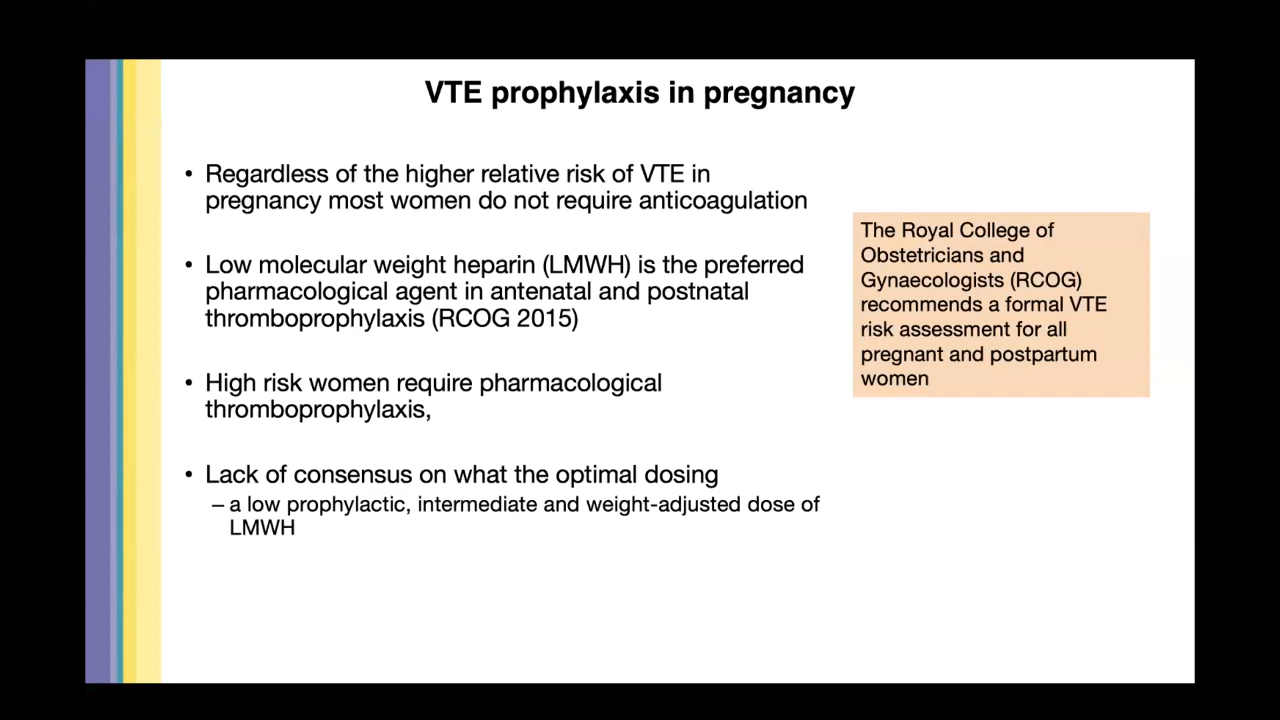 VTE prophylaxis in pregnancy
• Regardless of the higher relative risk of VTE in
pregnancy most women do not require anticoagulation
• Low molecular weight heparin (LMWH) is the preferred
pharmacological agent in antenatal and postnatal
thromboprophylaxis (RCOG 2015)
• High risk women require pharmacological
thromboprophylaxis,
• Lack of consensus on what the optimal dosing
– a low prophylactic, intermediate and weight-adjusted dose of
LMWH
The Royal College of
Obstetricians and
Gynaecologists (RCOG)
recommends a formal VTE
risk assessment for all
pregnant and postpartum
women